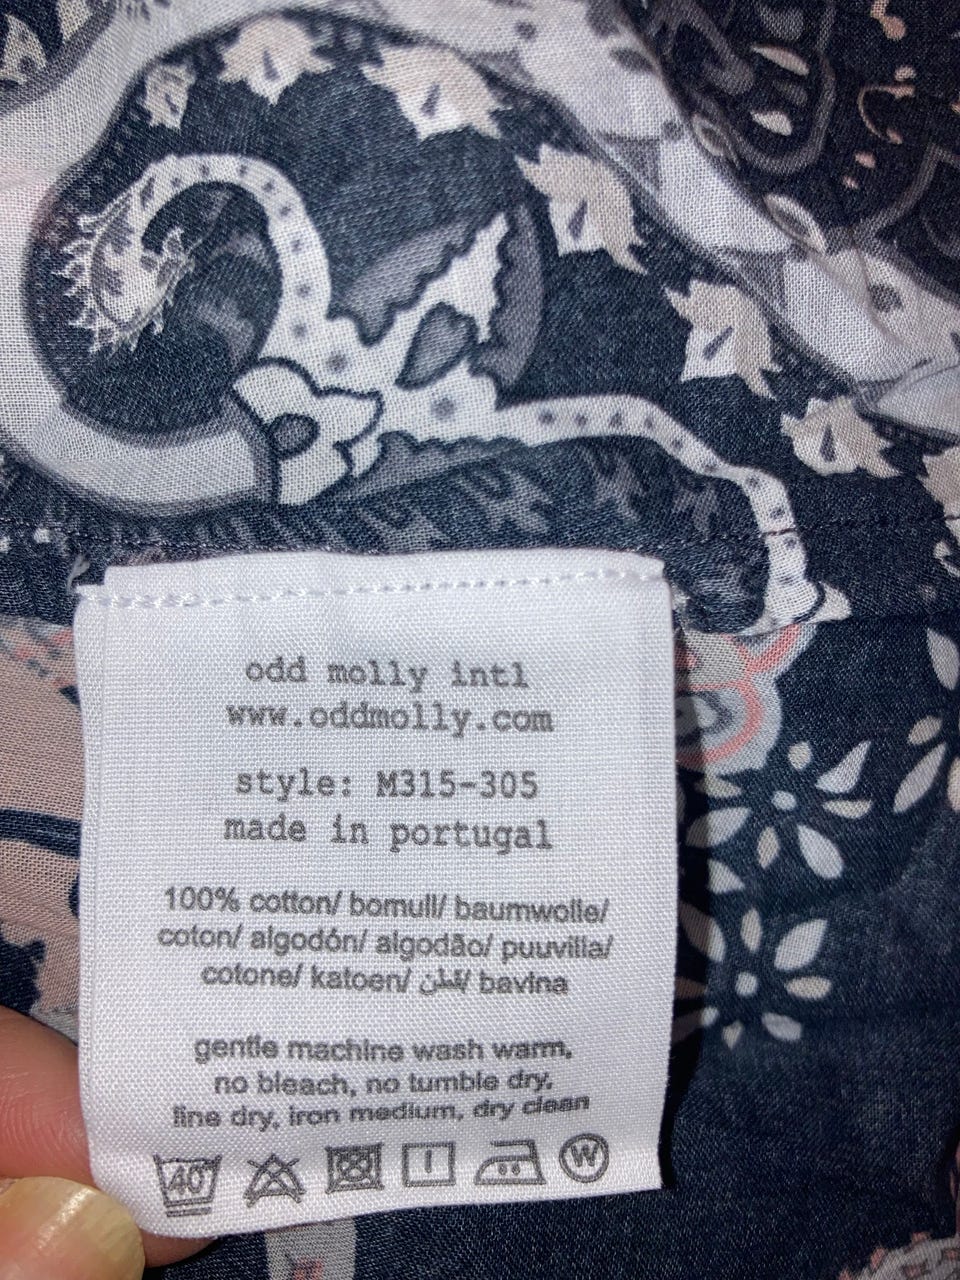 odd molly intl
www.oddmolly.com
style: M315-305
made in portugal
100% cotton/ bomull/ baumwolle/
coton/ algodón/ algodão/ puuvilla/
cotone/ katoen/ قطن/ bavlna
gentle machine wash warm,
no bleach, no tumble dry,
line dry, iron medium, dry clean
40 W